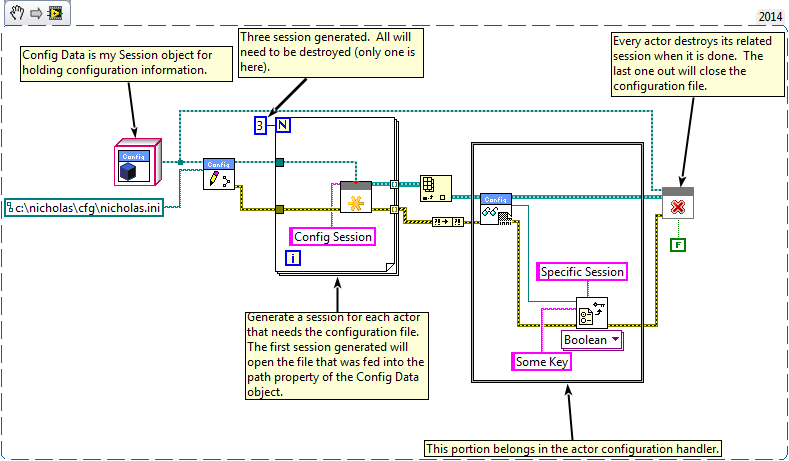 2014
Config Data is my Session object for
holding configuration information.
Three session generated.  All will
need to be destroyed (only one is
here).
Every actor destroys its related
session when it is done.  The
last one out will close the
configuration file.
3
N
Config
Config
c:\nicholas\cfg\nicholas.ini
Config Session
i
Config
F
Specific Session
Boolean
Some Key
Generate a session for each actor
that needs the configuration file.
The first session generated will
open the file that was fed into the
path property of the Config Data
object.
This portion belongs in the actor configuration handler.